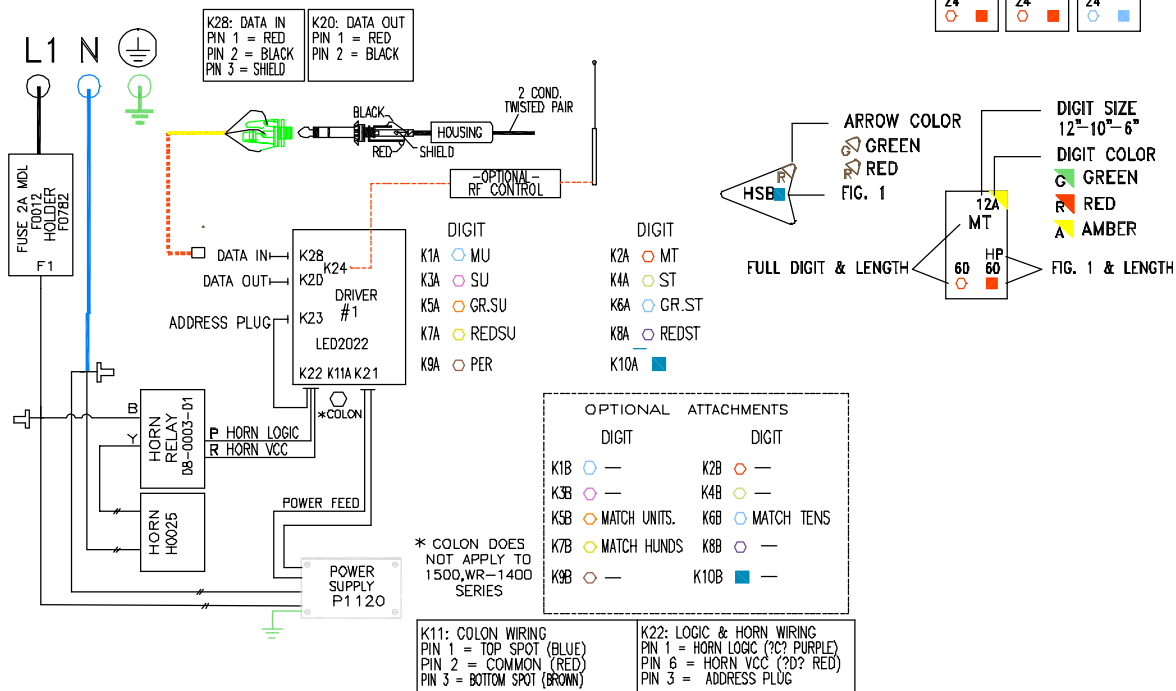 24 24 24
K28: DATA IN
PIN 1 = RED
PIN 2 = BLACK
PIN 3 = SHIELD
K20: DATA OUT
PIN 1 = RED
PIN 2 = BLACK
L1 N
FUSE 2A MDL
F0012
HOLDER
F0782
F1
BLACK
RED
SHIELD
HOUSING
2 COND.
TWISTED PAIR
-OPTIONAL-
RF CONTROL
ARROW COLOR
G GREEN
R RED
FIG. 1
R
HSB
DIGIT SIZE
12"-10"-6"
DIGIT COLOR
G GREEN
R RED
A AMBER
12A
MT
HP
60 60
FULL DIGIT & LENGTH
FIG. 1 & LENGTH
DATA IN
DATA OUT
ADDRESS PLUG
K28
K24
K20
DRIVER
#1
K23
LED2022
K22 K11A K21
*COLON
DIGIT
K1A MU
K3A SU
K5A GR.SU
K7A REDSU
K9A PER
DIGIT
K2A MT
K4A ST
K6A GR.ST
K8A REDST
K10A
B
Y
HORN
RELAY
D8-0003-D1
P HORN LOGIC
R HORN VCC
HORN
H0025
POWER FEED
POWER
SUPPLY
P1120
* COLON DOES
NOT APPLY TO
1500,WR-1400
SERIES
OPTIONAL ATTACHMENTS
DIGIT DIGIT
K1B — K2B —
K3B — K4B —
K5B MATCH UNITS. K6B MATCH TENS
K7B MATCH HUNDS K8B —
K9B — K10B —
K11: COLON WIRING
PIN 1 = TOP SPOT (BLUE)
PIN 2 = COMMON (RED)
PIN 3 = BOTTOM SPOT (BROWN)
K22: LOGIC & HORN WIRING
PIN 1 = HORN LOGIC (?C? PURPLE)
PIN 6 = HORN VCC (?D? RED)
PIN 3 = ADDRESS PLUG